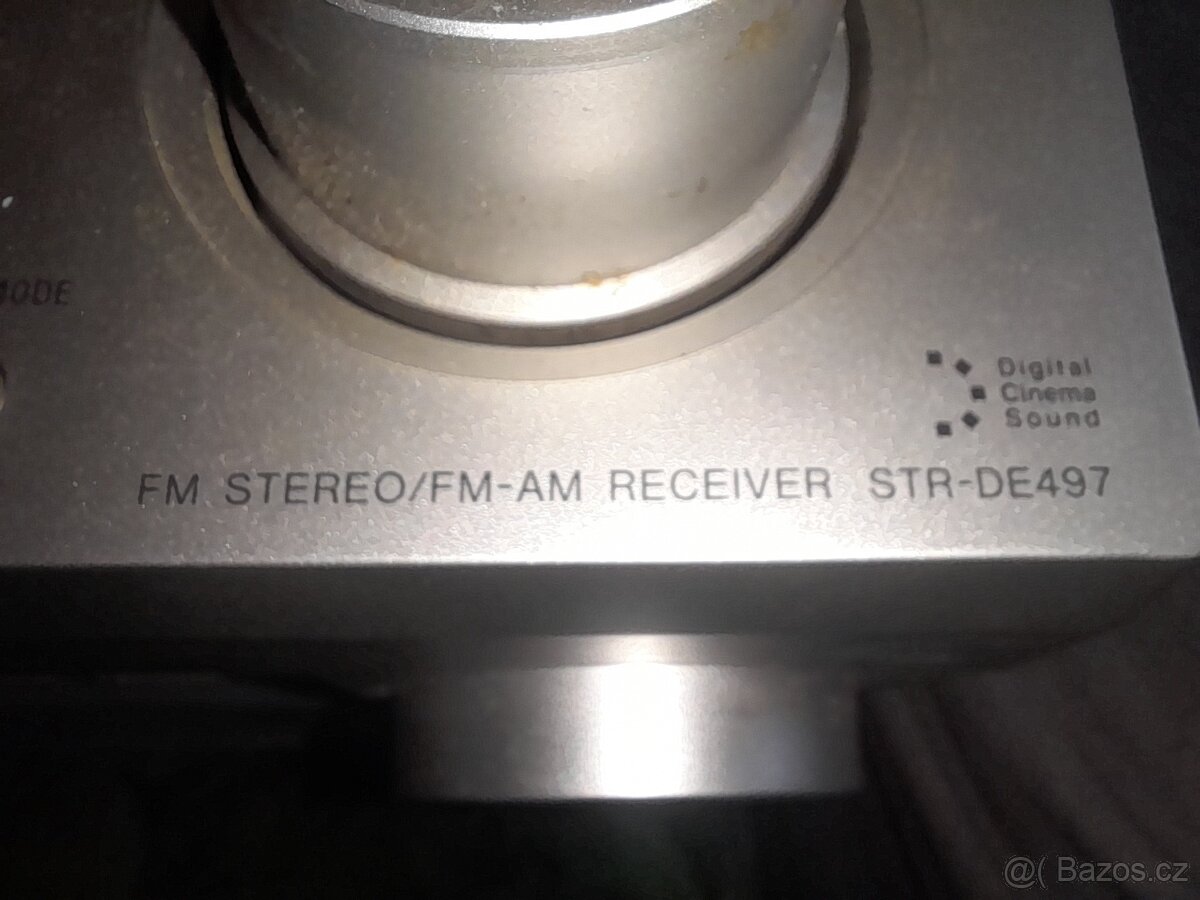 MODE
Digital
Cinema
Sound
FM STEREO/FM-AM RECEIVER STR-DE497
@( Bazos.cz